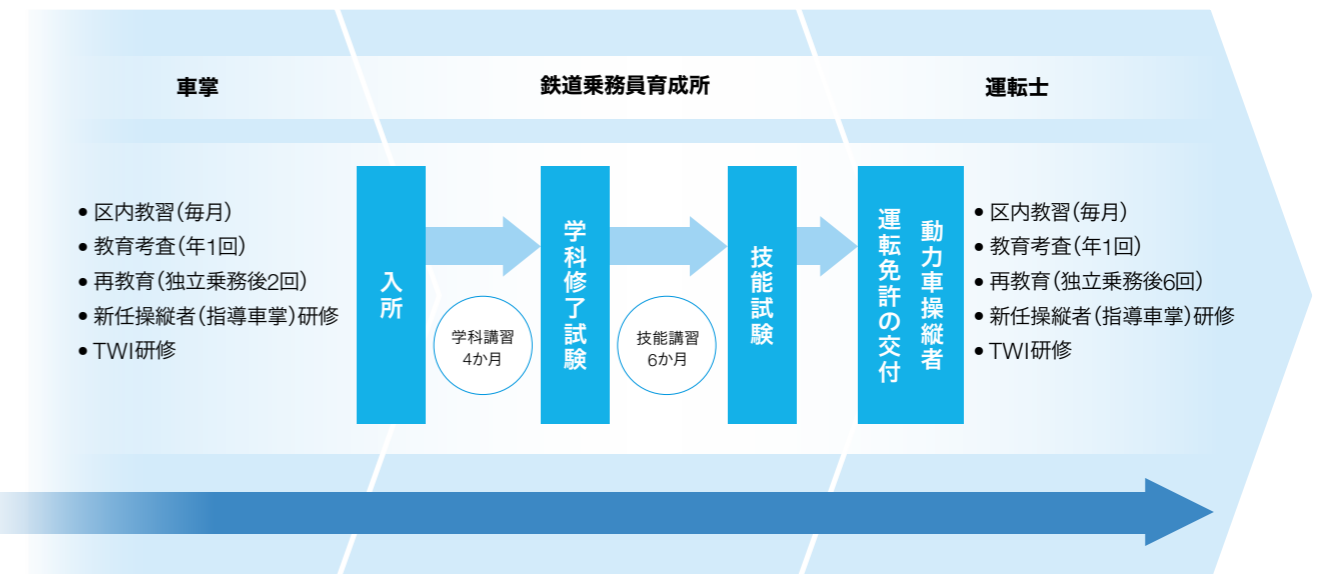 車掌
鉄道乗務員育成所
運転士
• 区内教習(毎月)
• 教育考査(年1回)
• 再教育(独立乗務後2回)
• 新任操縦者(指導車掌)研修
• TWI研修
入所
学科講習
4か月
学科修了試験
技能講習
6か月
技能試験
動力車操縦者
運転免許の交付
• 区内教習(毎月)
• 教育考査(年1回)
• 再教育(独立乗務後6回)
• 新任操縦者(指導車掌)研修
• TWI研修